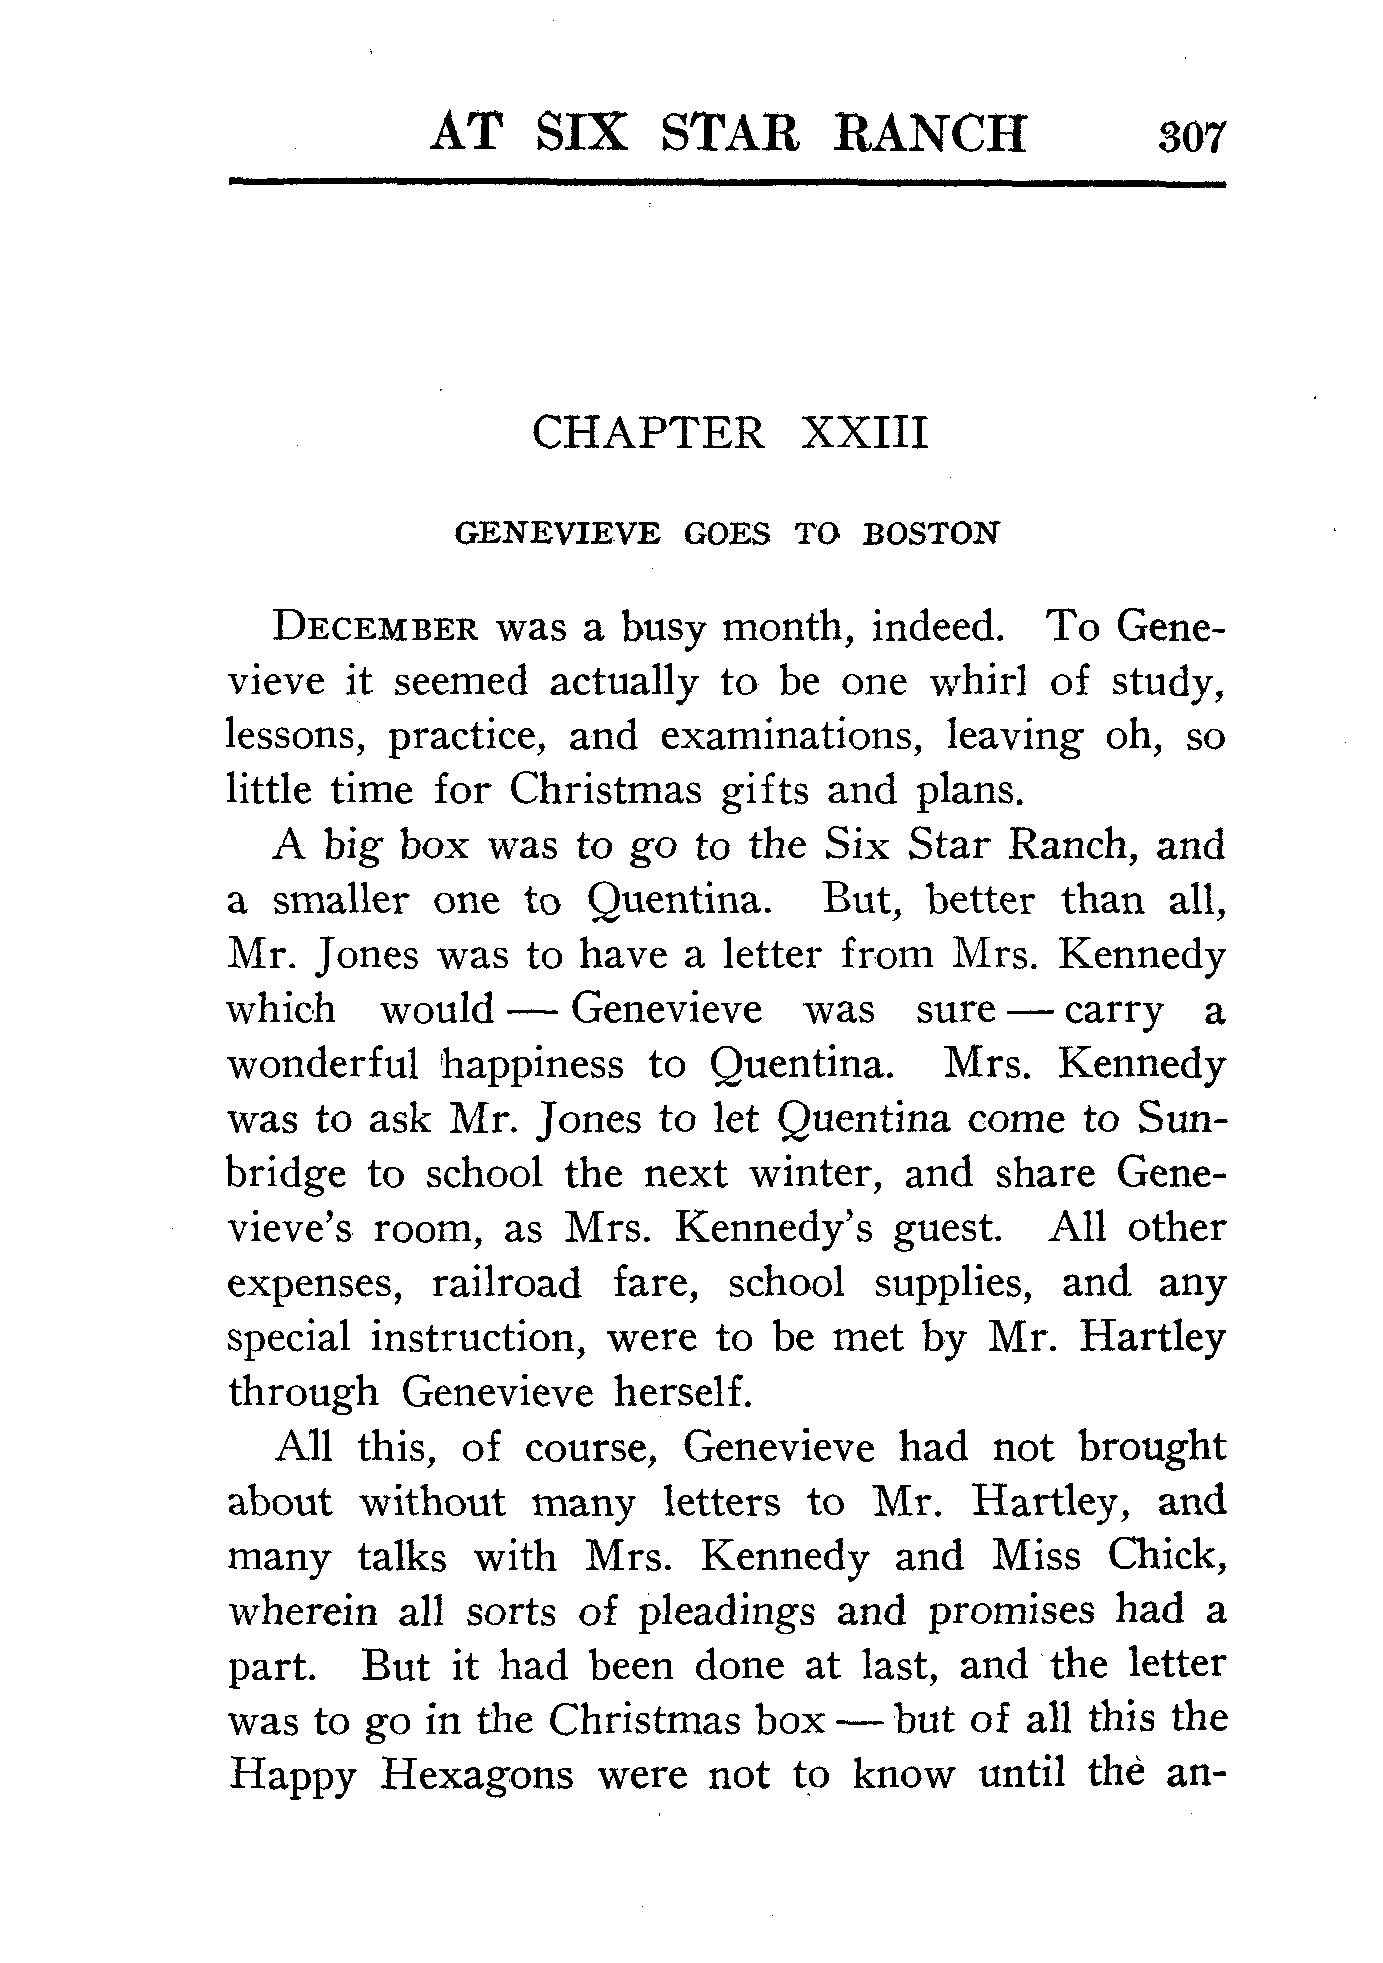 AT SIX STAR RANCH 307
CHAPTER XXIII
GENEVIEVE GOES TO BOSTON
DECEMBER was a busy month, indeed. To Gene-
vieve it seemed actually to be one whirl of study,
lessons, practice, and examinations, leaving oh, so
little time for Christmas gifts and plans.
A big box was to go to the Six Star Ranch, and
a smaller one to Quentina. But, better than all,
Mr. Jones was to have a letter from Mrs. Kennedy
which would — Genevieve was sure — carry a
wonderful happiness to Quentina. Mrs. Kennedy
was to ask Mr. Jones to let Quentina come to Sun-
bridge to school the next winter, and share Gene-
vieve's room, as Mrs. Kennedy's guest. All other
expenses, railroad fare, school supplies, and any
special instruction, were to be met by Mr. Hartley
through Genevieve herself.
All this, of course, Genevieve had not brought
about without many letters to Mr. Hartley, and
many talks with Mrs. Kennedy and Miss Chick,
wherein all sorts of pleadings and promises had a
part. But it had been done at last, and the letter
was to go in the Christmas box — but of all this the
Happy Hexagons were not to know until the an-